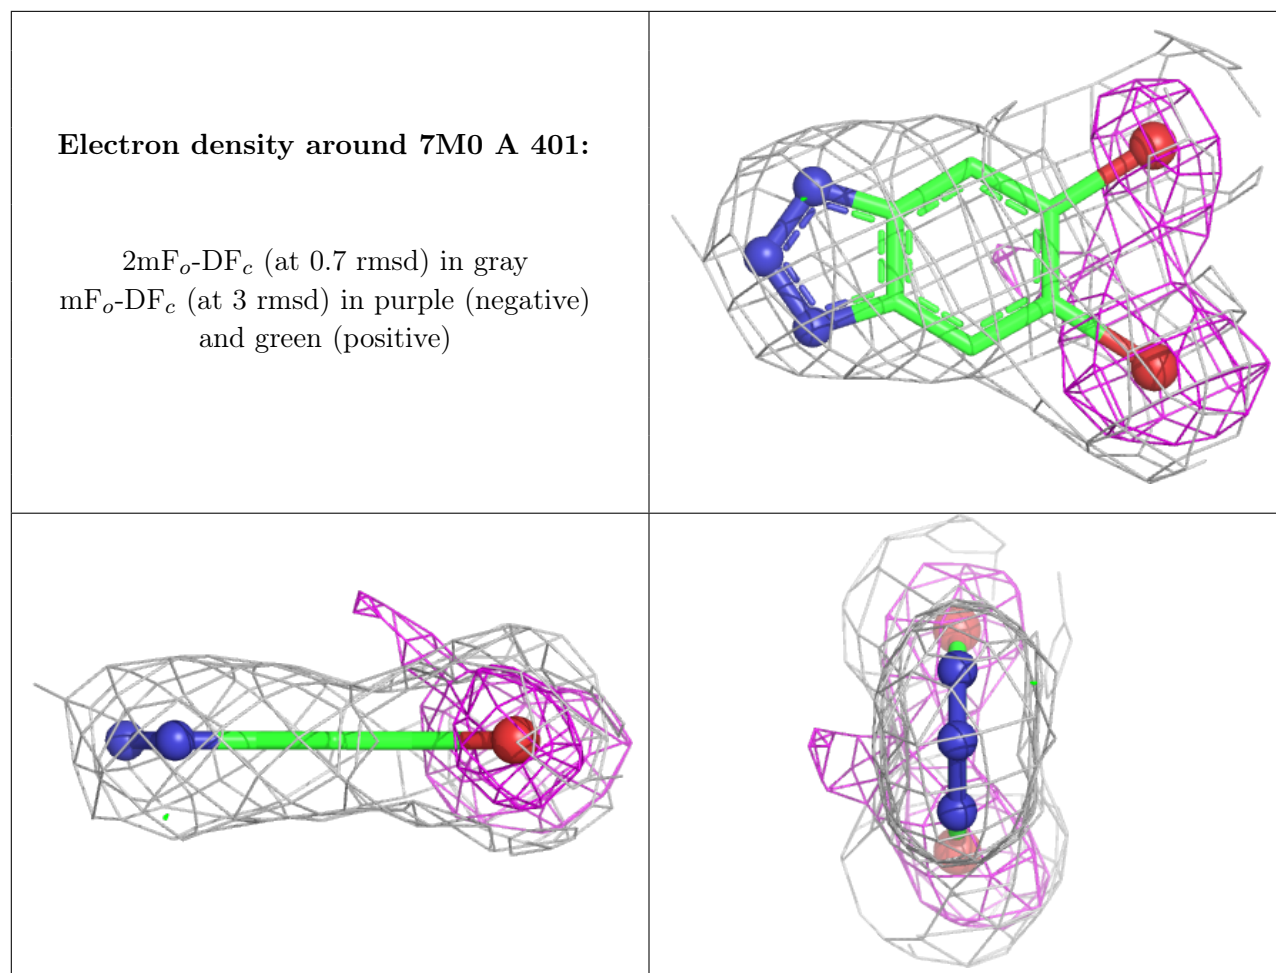 Electron density around 7M0 A 401:
2mFo-DFc (at 0.7 rmsd) in gray
mFo-DFc (at 3 rmsd) in purple (negative)
and green (positive)